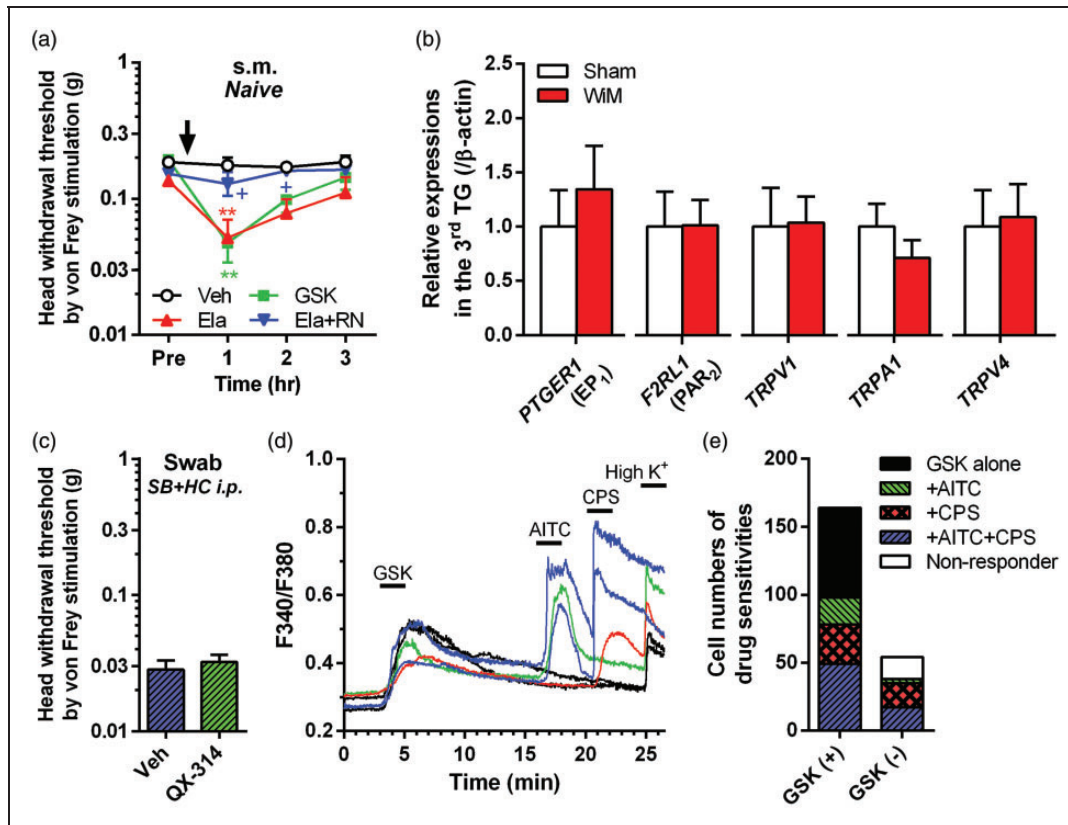 (a)
s.m.
Naive
Head withdrawal threshold
by von Frey stimulation (g)
1
0.3
0.1
0.03
0.01
+
+
**
**
Veh
GSK
Ela
Ela+RN
Pre
1
2
3
Time (hr)
(b)
Sham
WiM
Relative expressions
in the 3rd TG (/β-actin)
2.5
2.0
1.5
1.0
0.5
0.0
PTGER1
(EP1)
F2RL1
(PAR2)
TRPV1
TRPA1
TRPV4
(c)
Swab
SB+HC i.p.
Head withdrawal threshold
by von Frey stimulation (g)
1
0.3
0.1
0.03
0.01
Veh
QX-314
(d)
F340/F380
1.0
0.8
0.6
0.4
0.2
GSK
AITC
CPS
High K+
0
5
10
15
20
25
Time (min)
(e)
Cell numbers of
drug sensitivities
200
150
100
50
0
GSK alone
+AITC
+CPS
+AITC+CPS
Non-responder
GSK (+)
GSK (-)